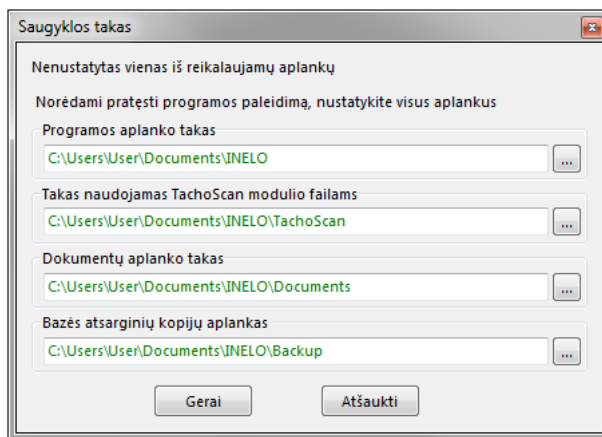 Saugyklos takas
Nenustatytas vienas iš reikalaujamų aplankų
Norėdami pratęsti programos paleidimą, nustatykite visus aplankus
Programos aplanko takas
C:\Users\User\Documents\INELO
...
Takas naudojamas TachoScan modulio failams
C:\Users\User\Documents\INELO\TachoScan
...
Dokumentų aplanko takas
C:\Users\User\Documents\INELO\Documents
...
Bazės atsarginių kopijų aplankas
C:\Users\User\Documents\INELO\Backup
...
Gerai Atšaukti